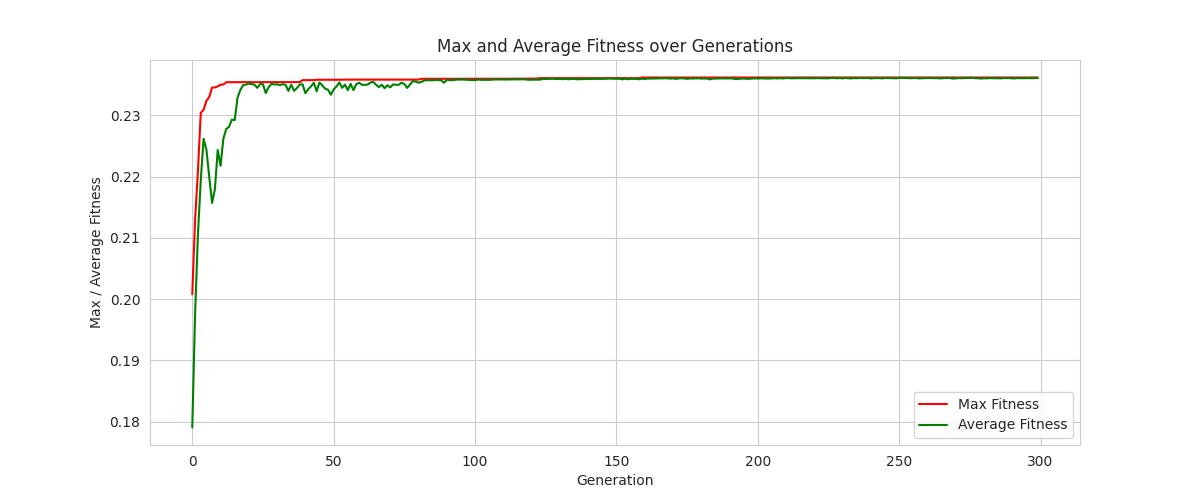 Max and Average Fitness over Generations
Max / Average Fitness
0.23
0.22
0.21
0.20
0.19
0.18
0
50
100
150
200
250
300
Generation
Max Fitness
Average Fitness